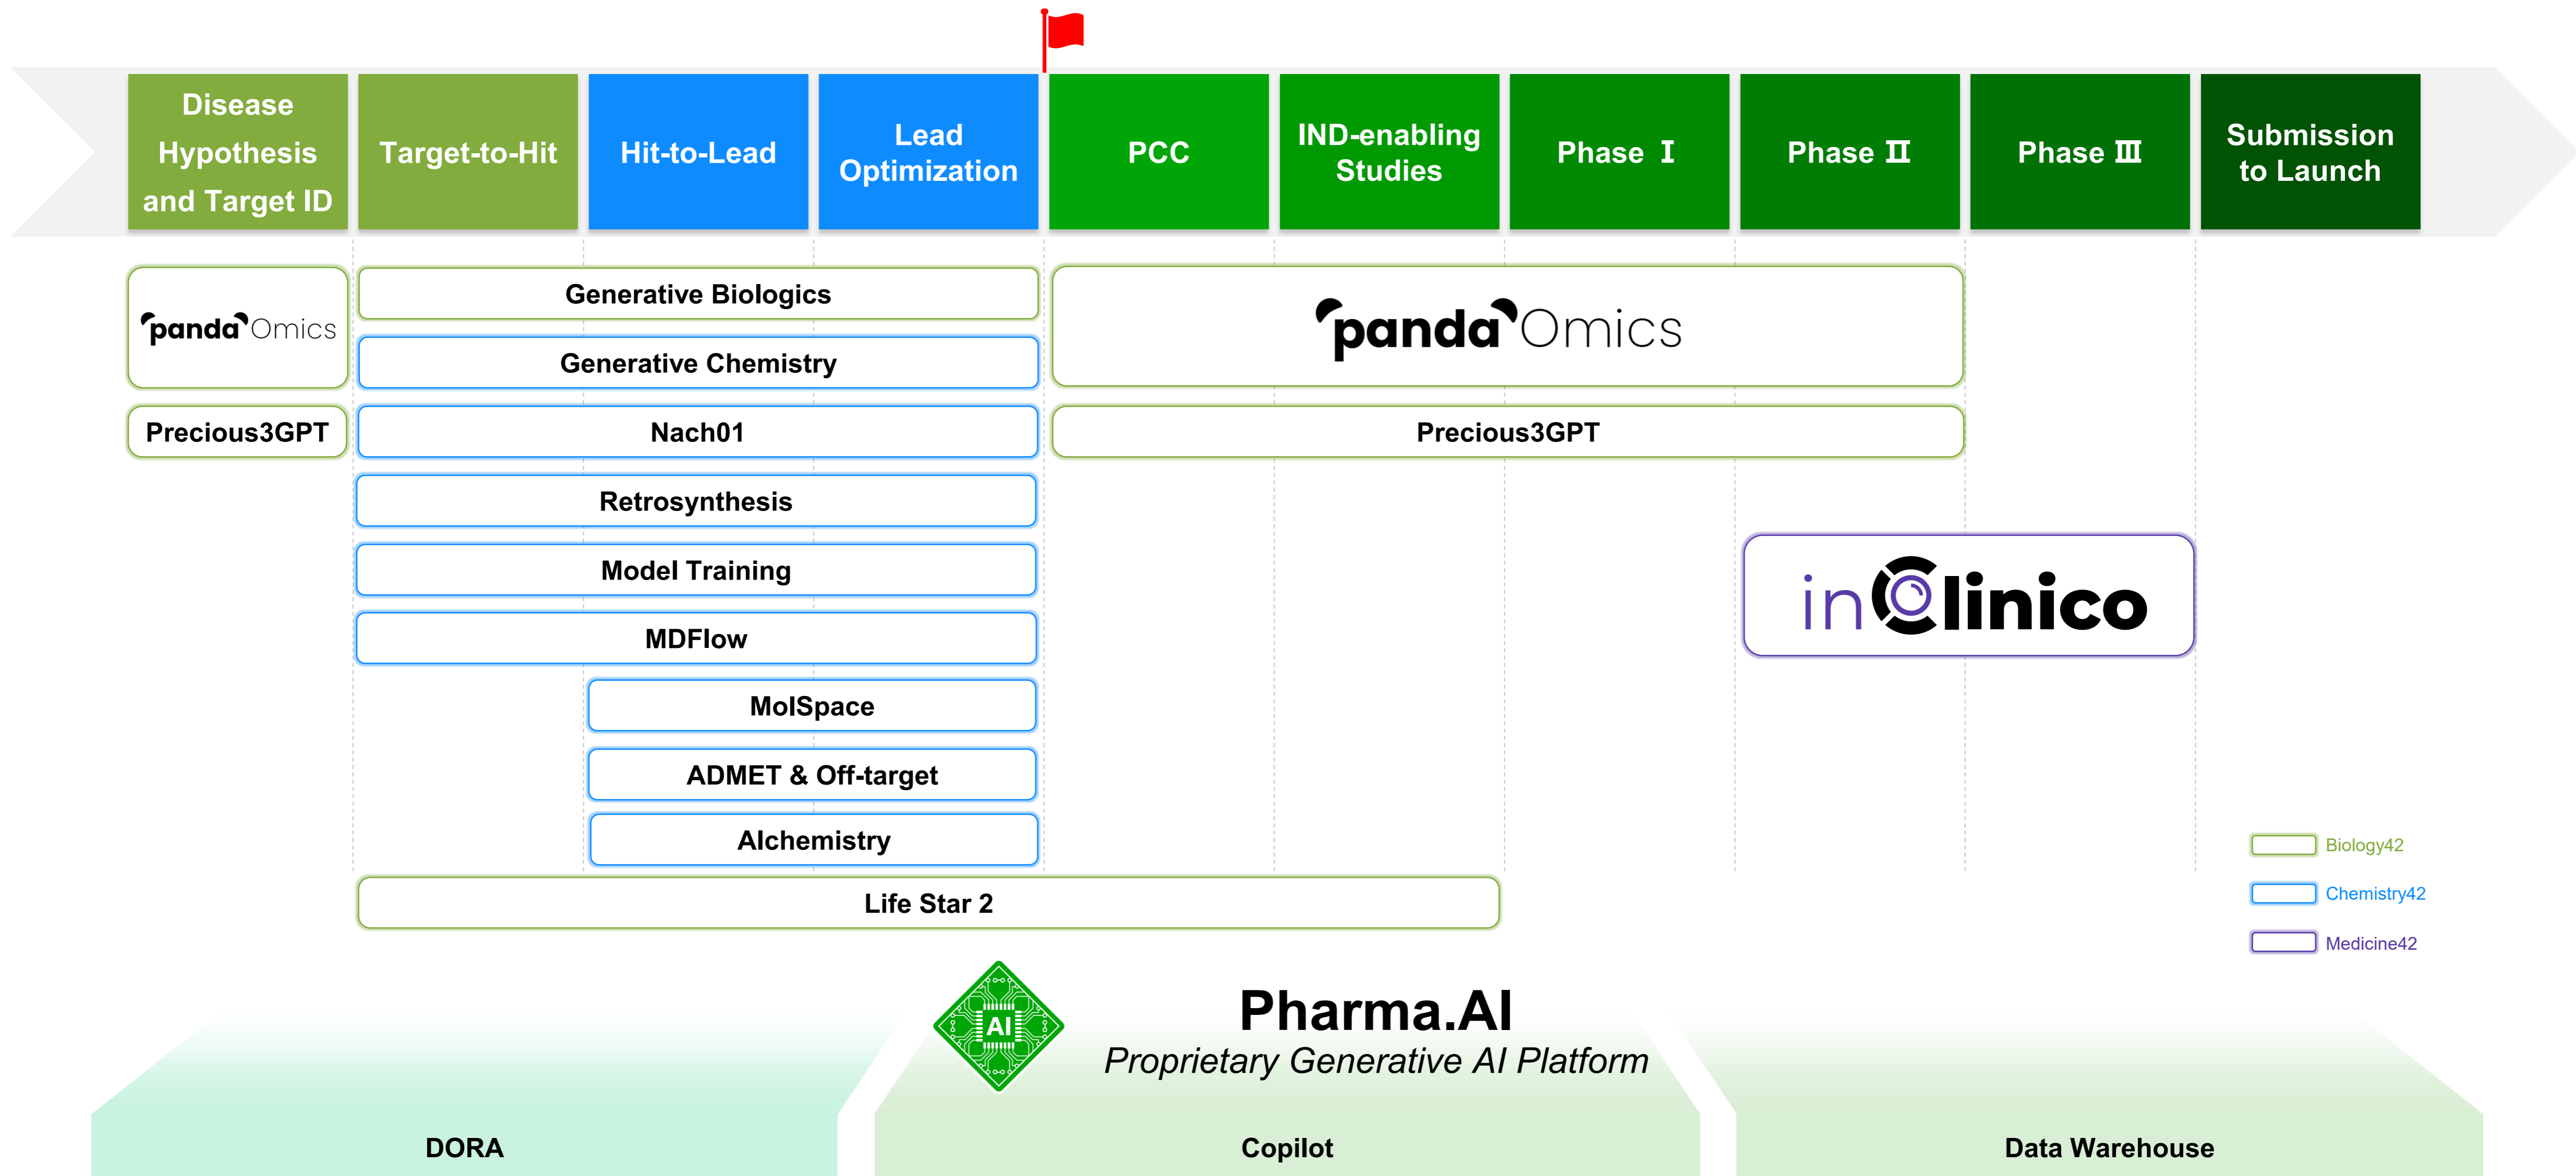 Disease
Hypothesis
and Target ID
Target-to-Hit
Hit-to-Lead
Lead
Optimization
PCC
IND-enabling
Studies
Phase I
Phase II
Phase III
Submission
to Launch
pandaOmics
Generative Biologics
pandaOmics
Generative Chemistry
Precious3GPT
Nach01
Precious3GPT
Retrosynthesis
Model Training
inClinico
MDFlow
MolSpace
ADMET & Off-target
Alchemistry
Life Star 2
Biology42
Chemistry42
Medicine42
AI
Pharma.AI
Proprietary Generative AI Platform
DORA
Copilot
Data Warehouse